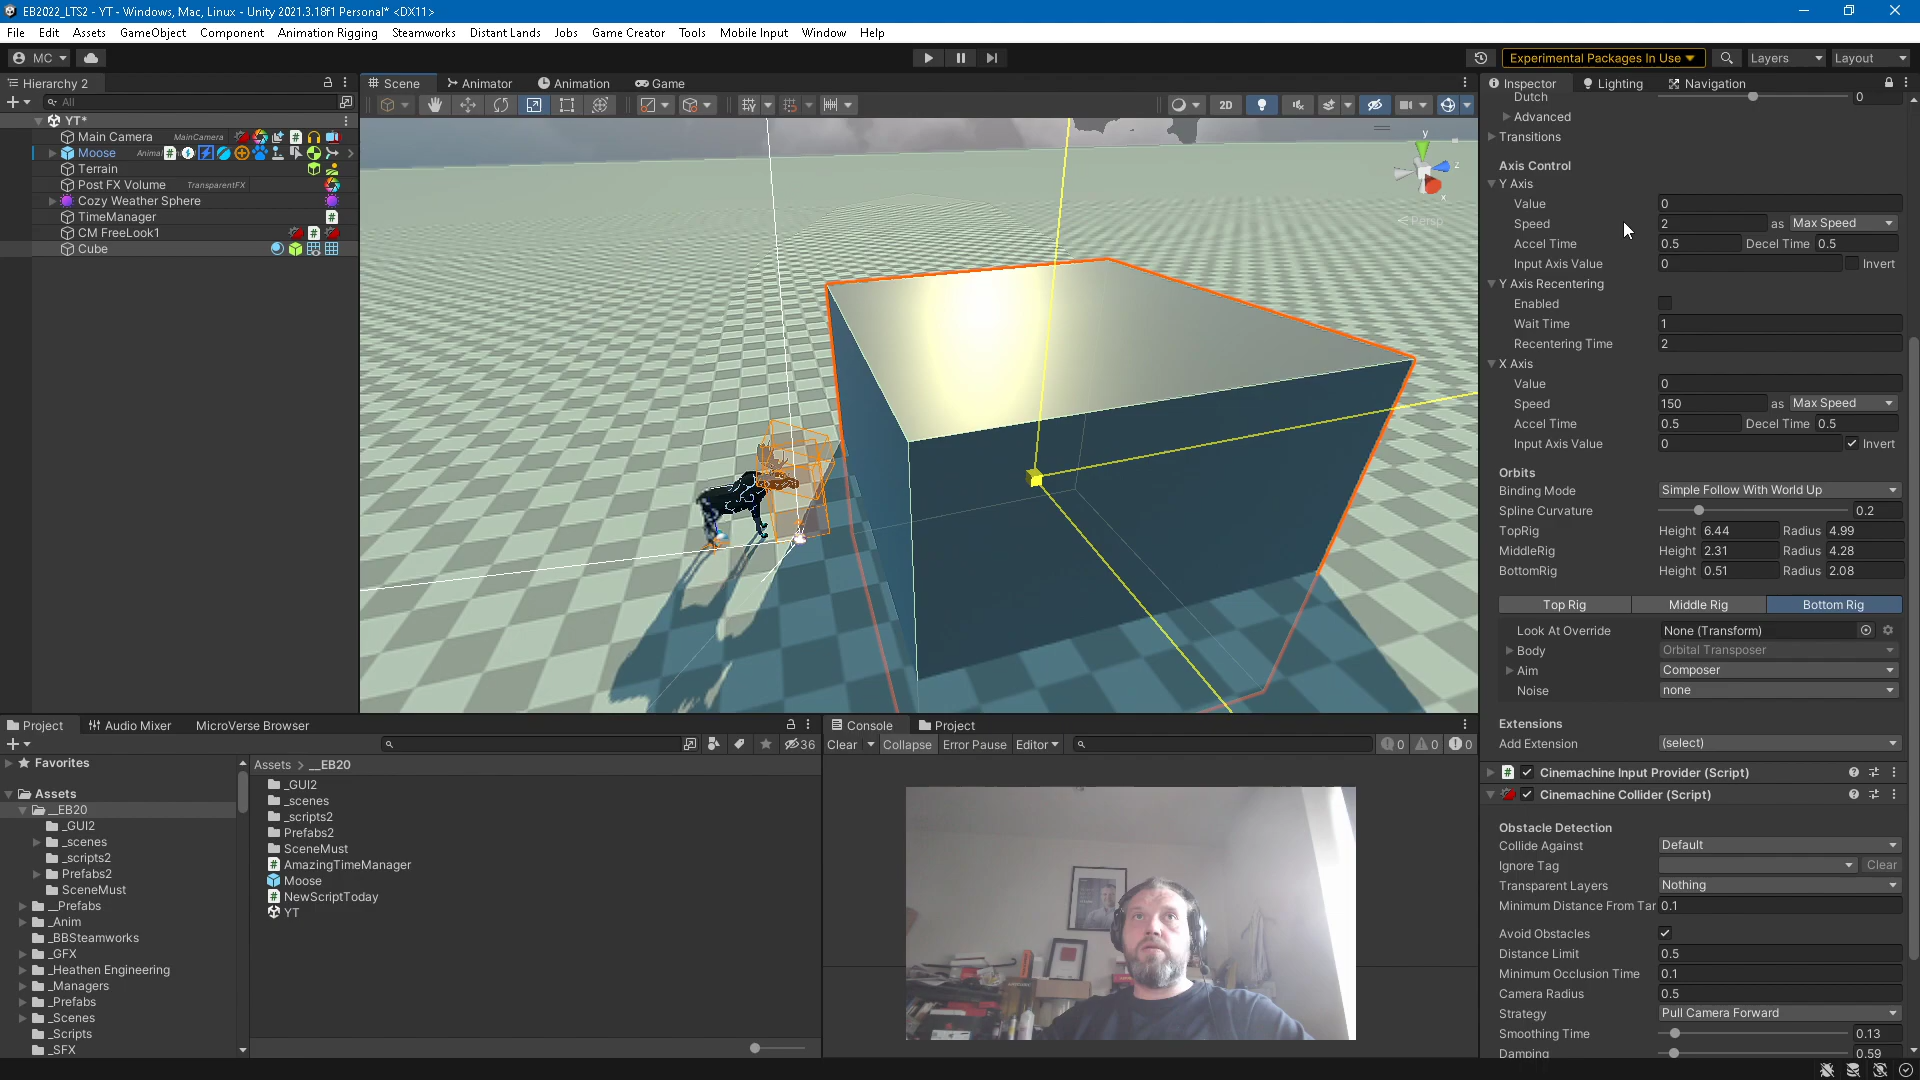 EB2022_LTS2 - YT - Windows, Mac, Linux - Unity 2021.3.18f1 Personal* <DX11>
File Edit Assets GameObject Component Animation Rigging Steamworks Distant Lands Jobs Game Creator Tools Mobile Input Window Help
MC
Experimental Packages In Use
Layers
Layout
Hierarchy 2
All
YT*
Main Camera MainCamera
Moose
Terrain
Post FX Volume TransparentFX
Cozy Weather Sphere
TimeManager
CM FreeLook1
Cube
Scene Animator Animation Game
2D
y
z
x
Persp
Inspector Lighting Navigation
Dutch 0
Advanced
Transitions
Axis Control
Y Axis
Value 0
Speed 2 as Max Speed
Accel Time 0.5 Decel Time 0.5
Input Axis Value 0 Invert
Y Axis Recentering
Enabled
Wait Time 1
Recentering Time 2
X Axis
Value 0
Speed 150 as Max Speed
Accel Time 0.5 Decel Time 0.5
Input Axis Value 0 Invert
Orbits
Binding Mode Simple Follow With World Up
Spline Curvature 0.2
TopRig Height 6.44 Radius 4.99
MiddleRig Height 2.31 Radius 4.28
BottomRig Height 0.51 Radius 2.08
Top Rig Middle Rig Bottom Rig
Look At Override None (Transform)
Body Orbital Transposer
Aim Composer
Noise none
Extensions
Add Extension (select)
Cinemachine Input Provider (Script)
Cinemachine Collider (Script)
Obstacle Detection
Collide Against Default
Ignore Tag Clear
Transparent Layers Nothing
Minimum Distance From Tar 0.1
Avoid Obstacles
Distance Limit 0.5
Minimum Occlusion Time 0.1
Camera Radius 0.5
Strategy Pull Camera Forward
Smoothing Time 0.13
Damping 0.59
Project Audio Mixer MicroVerse Browser
36
Favorites
Assets
__EB20
_GUI2
_scenes
_scripts2
Prefabs2
SceneMust
__Prefabs
_Anim
_BBSteamworks
_GFX
_Heathen Engineering
_Managers
_Prefabs
_Scenes
_Scripts
_SFX
Assets > __EB20
_GUI2
_scenes
_scripts2
Prefabs2
SceneMust
AmazingTimeManager
Moose
NewScriptToday
YT
Console Project
Clear Collapse Error Pause Editor
0 0 0